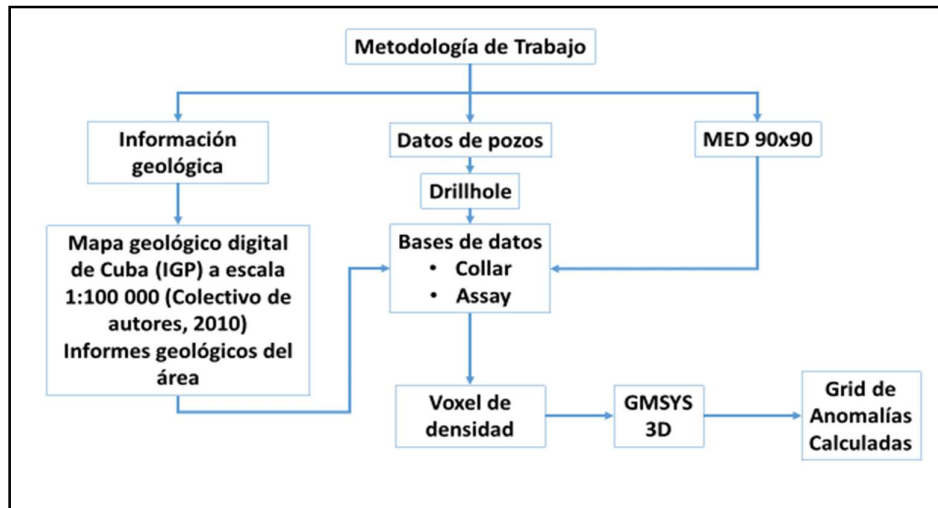 Metodología de Trabajo
Información
geológica
Datos de pozos
MED 90x90
Drillhole
Mapa geológico digital
de Cuba (IGP) a escala
1:100 000 (Colectivo de
autores, 2010)
Informes geológicos del
área
Bases de datos
• Collar
• Assay
Voxel de
densidad
GMSYS
3D
Grid de
Anomalías
Calculadas